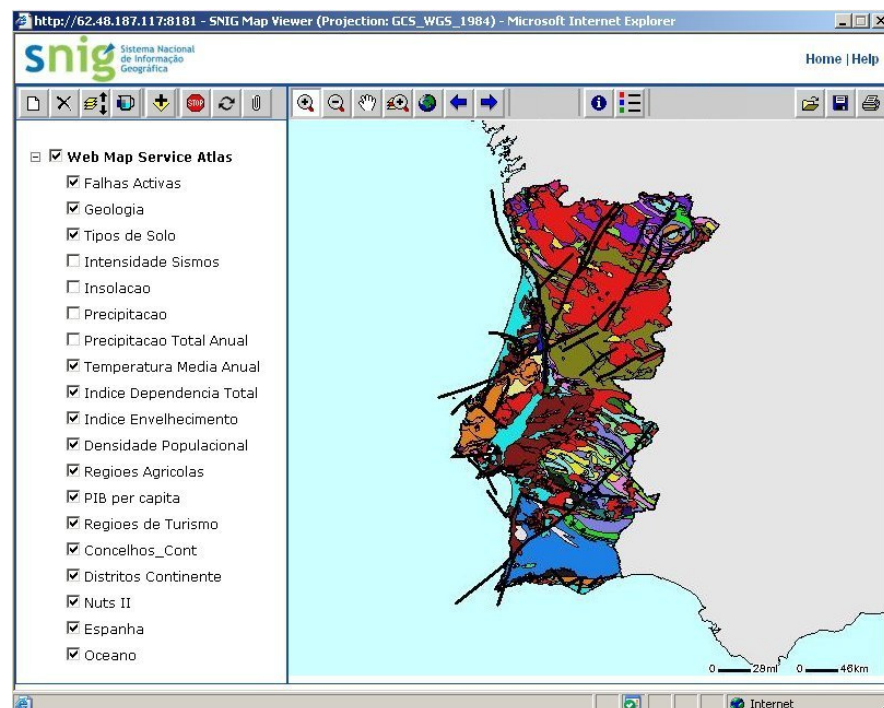 http://62.48.187.117:8181 - SNIG Map Viewer (Projection: GCS_WGS_1984) - Microsoft Internet Explorer
snig Sistema Nacional
de Informação
Geográfica
Home | Help
STOP
Web Map Service Atlas
Falhas Activas
Geologia
Tipos de Solo
Intensidade Sismos
Insolacao
Precipitacao
Precipitacao Total Anual
Temperatura Media Anual
Indice Dependencia Total
Indice Envelhecimento
Densidade Populacional
Regioes Agricolas
PIB per capita
Regioes de Turismo
Concelhos_Cont
Distritos Continente
Nuts II
Espanha
Oceano
0 28mi 0 46km
Internet